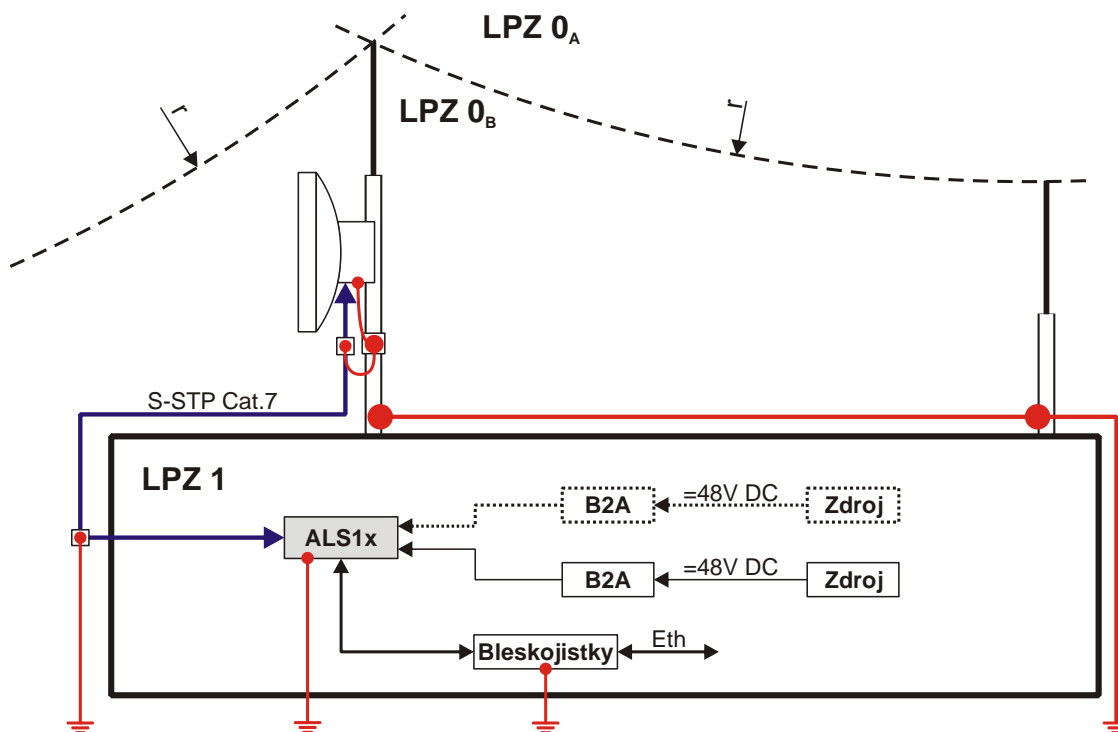 LPZ 0A
r
r
LPZ 0B
S-STP Cat.7
LPZ 1
B2A
=48V DC
Zdroj
ALS1x
B2A
=48V DC
Zdroj
Bleskojistky
Eth